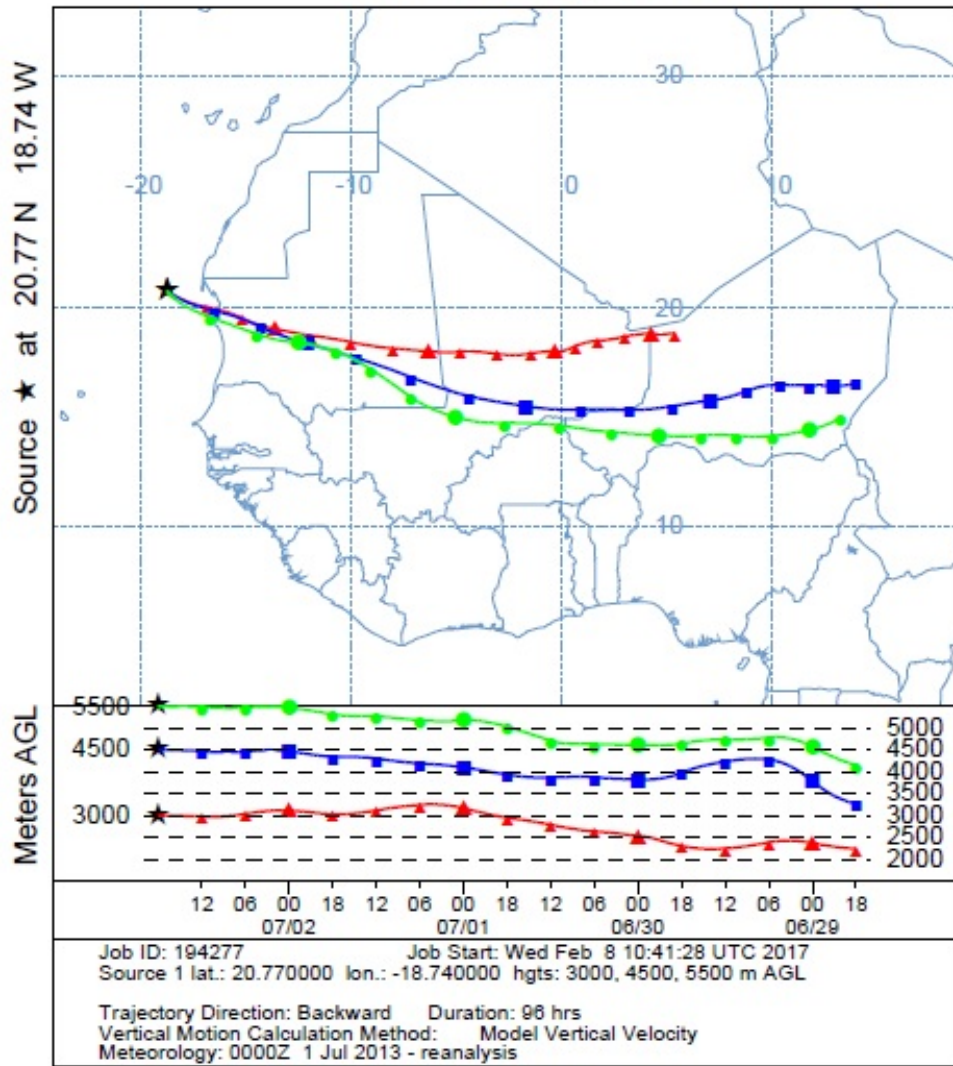 Source ★ at 20.77 N 18.74 W
30
-20 -10 0 10
20
10
Meters AGL
5500
4500
3000
5000
4500
4000
3500
3000
2500
2000
12 06 00 18 12 06 00 18 12 06 00 18 12 06 00 18
07/02 07/01 06/30 06/29
Job ID: 194277 Job Start: Wed Feb 8 10:41:28 UTC 2017
Source 1 lat.: 20.770000 lon.: -18.740000 hgts: 3000, 4500, 5500 m AGL
Trajectory Direction: Backward Duration: 96 hrs
Vertical Motion Calculation Method: Model Vertical Velocity
Meteorology: 0000Z 1 Jul 2013 - reanalysis